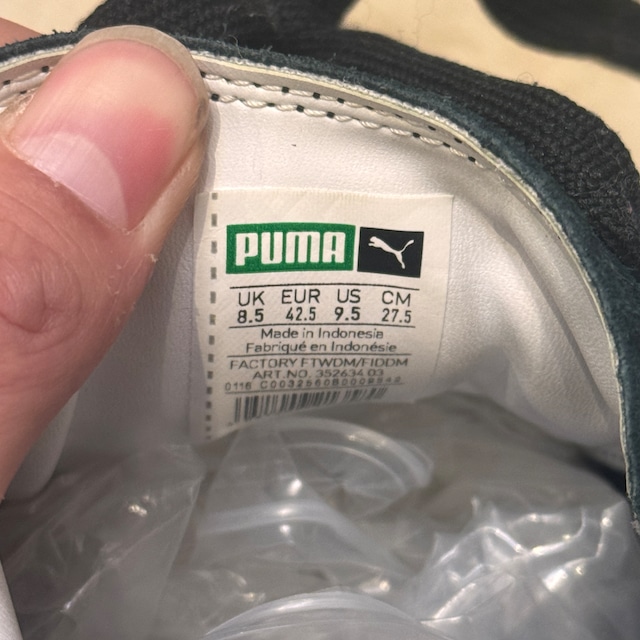 PUMA
UK EUR US CM
8.5 42.5 9.5 27.5
Made in Indonesia
Fabriqué en Indonésie
FACTORY FTWDM/FIDDM
ART.NO. 352634 03
0116